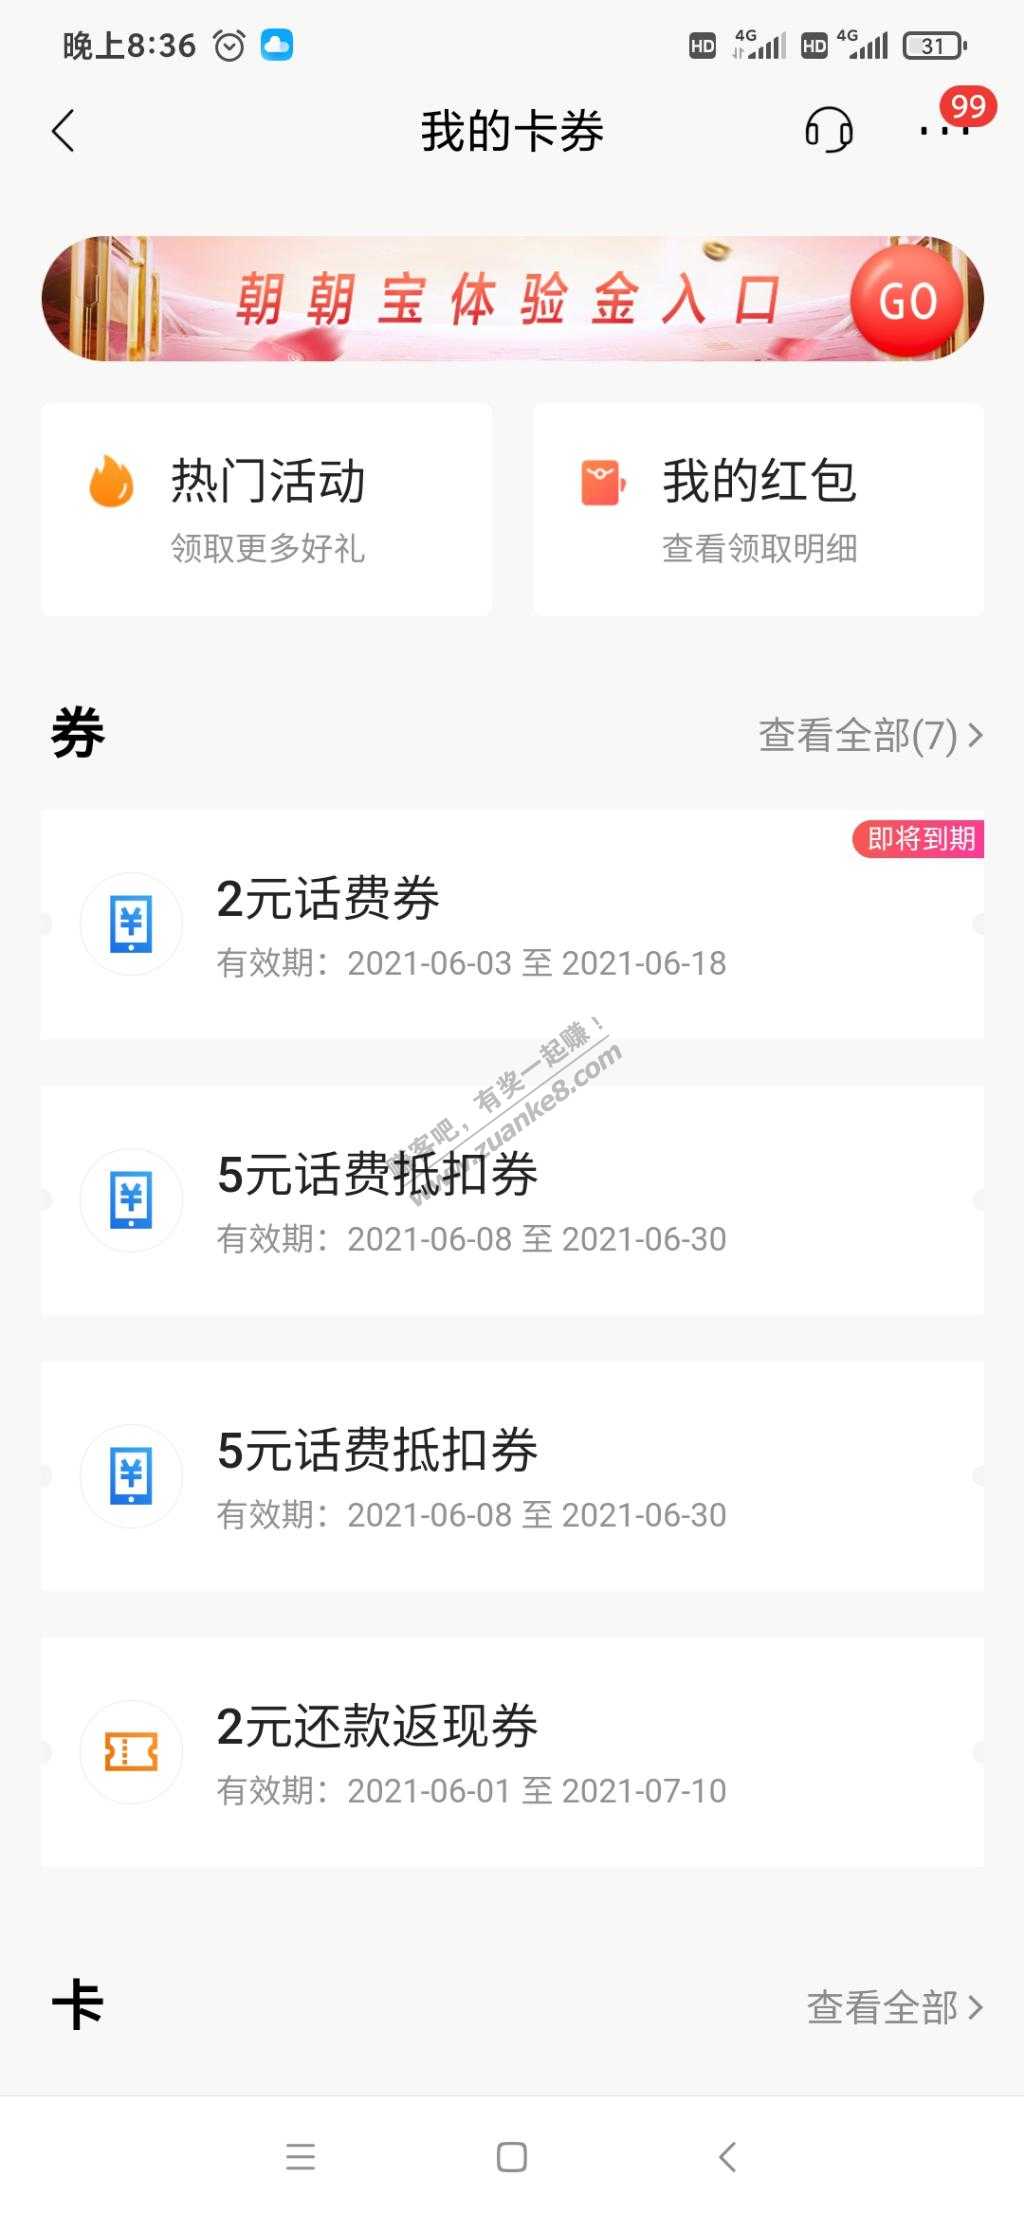 晚上8:36
HD 4G HD 4G 31
我的卡券
99
朝朝宝体验金入口 GO
热门活动
领取更多好礼
我的红包
查看领取明细
券
查看全部(7)
即将到期
2元话费券
有效期：2021-06-03 至 2021-06-18
赚客吧，有奖一起赚！
www.zuanke8.com
5元话费抵扣券
有效期：2021-06-08 至 2021-06-30
5元话费抵扣券
有效期：2021-06-08 至 2021-06-30
2元还款返现券
有效期：2021-06-01 至 2021-07-10
卡
查看全部